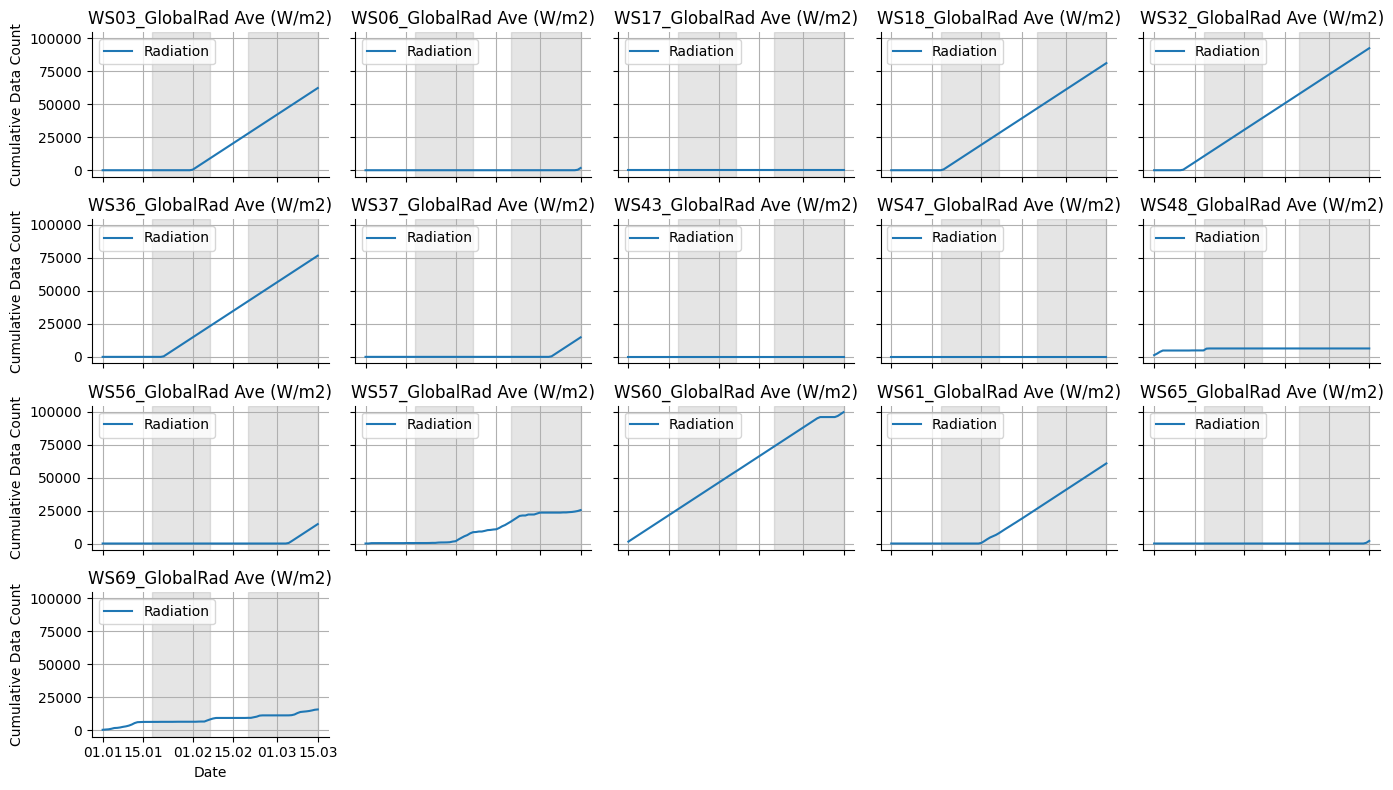 WS03_GlobalRad Ave (W/m2) WS06_GlobalRad Ave (W/m2) WS17_GlobalRad Ave (W/m2) WS18_GlobalRad Ave (W/m2) WS32_GlobalRad Ave (W/m2)
Cumulative Data Count
100000
75000
50000
25000
0
Radiation Radiation Radiation Radiation Radiation
WS36_GlobalRad Ave (W/m2) WS37_GlobalRad Ave (W/m2) WS43_GlobalRad Ave (W/m2) WS47_GlobalRad Ave (W/m2) WS48_GlobalRad Ave (W/m2)
Cumulative Data Count
100000
75000
50000
25000
0
Radiation Radiation Radiation Radiation Radiation
WS56_GlobalRad Ave (W/m2) WS57_GlobalRad Ave (W/m2) WS60_GlobalRad Ave (W/m2) WS61_GlobalRad Ave (W/m2) WS65_GlobalRad Ave (W/m2)
Cumulative Data Count
100000
75000
50000
25000
0
Radiation Radiation Radiation Radiation Radiation
WS69_GlobalRad Ave (W/m2)
Cumulative Data Count
100000
75000
50000
25000
0
Radiation
01.01 15.01 01.02 15.02 01.03 15.03
Date